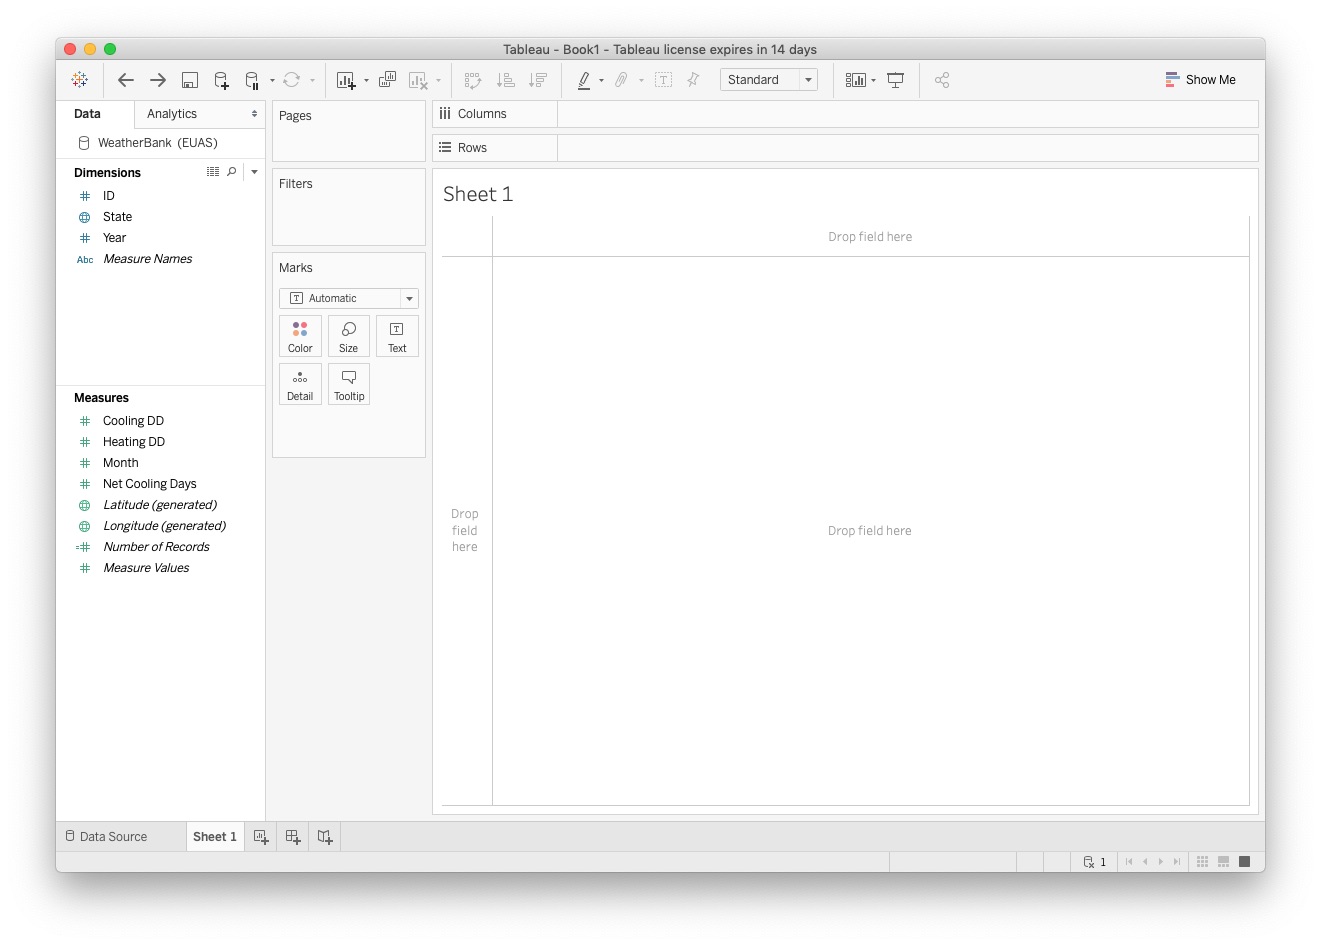 Tableau - Book1 - Tableau license expires in 14 days
Standard
Show Me
Data
Analytics
WeatherBank (EUAS)
Dimensions
ID
State
Year
Abc Measure Names
Measures
Cooling DD
Heating DD
Month
Net Cooling Days
Latitude (generated)
Longitude (generated)
Number of Records
Measure Values
Pages
Filters
Marks
Automatic
Color
Size
Text
Detail
Tooltip
Columns
Rows
Sheet 1
Drop field here
Drop
field
here
Drop field here
Data Source
Sheet 1
1